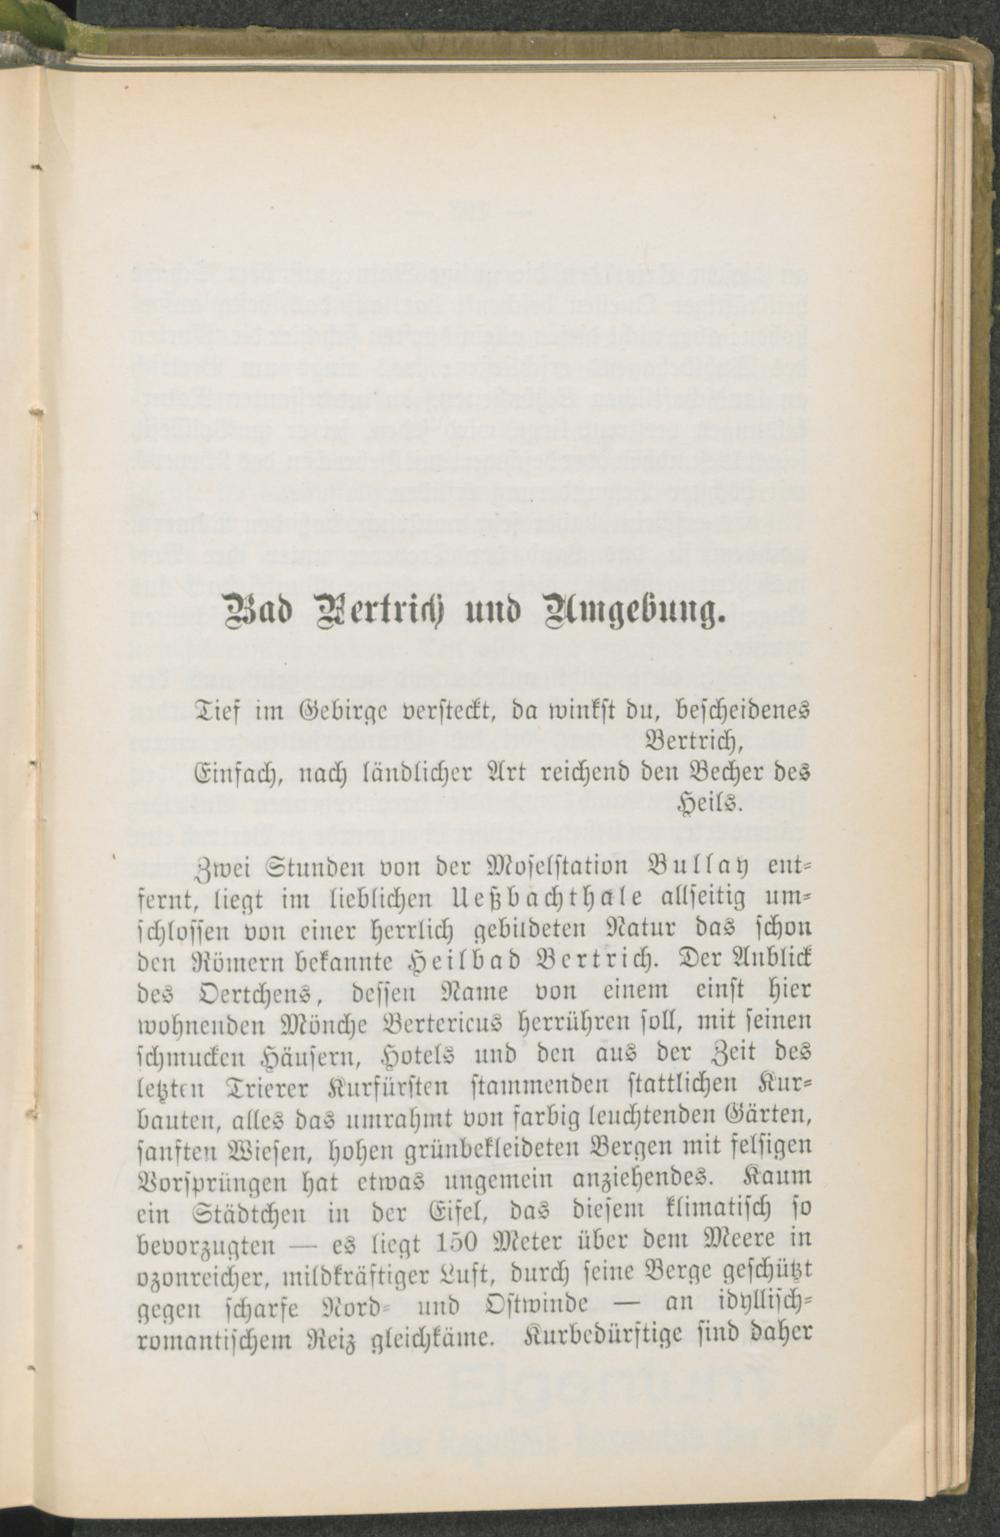 Bad Bertrich und Umgebung.
Tief im Gebirge versteckt, da winkst du, bescheidenes
Bertrich,
Einfach, nach ländlicher Art reichend den Becher des
Heils.
Zwei Stunden von der Moselstation Bullay ent-
fernt, liegt im lieblichen Ueßbachthale allseitig um-
schlossen von einer herrlich gebildeten Natur das schon
den Römern bekannte Heilbad Bertrich. Der Anblick
des Oertchens, dessen Name von einem einst hier
wohnenden Mönche Bertericus herrühren soll, mit seinen
schmucken Häusern, Hotels und den aus der Zeit des
letzten Trierer Kurfürsten stammenden stattlichen Kur-
bauten, alles das umrahmt von farbig leuchtenden Gärten,
sanften Wiesen, hohen grünbekleideten Bergen mit felsigen
Vorsprüngen hat etwas ungemein anziehendes. Kaum
ein Städtchen in der Eifel, das diesem klimatisch so
bevorzugten — es liegt 150 Meter über dem Meere in
ozonreicher, mildkräftiger Luft, durch seine Berge geschützt
gegen scharfe Nord- und Ostwinde — an idyllisch-
romantischem Reiz gleichkäme. Kurbedürftige sind daher